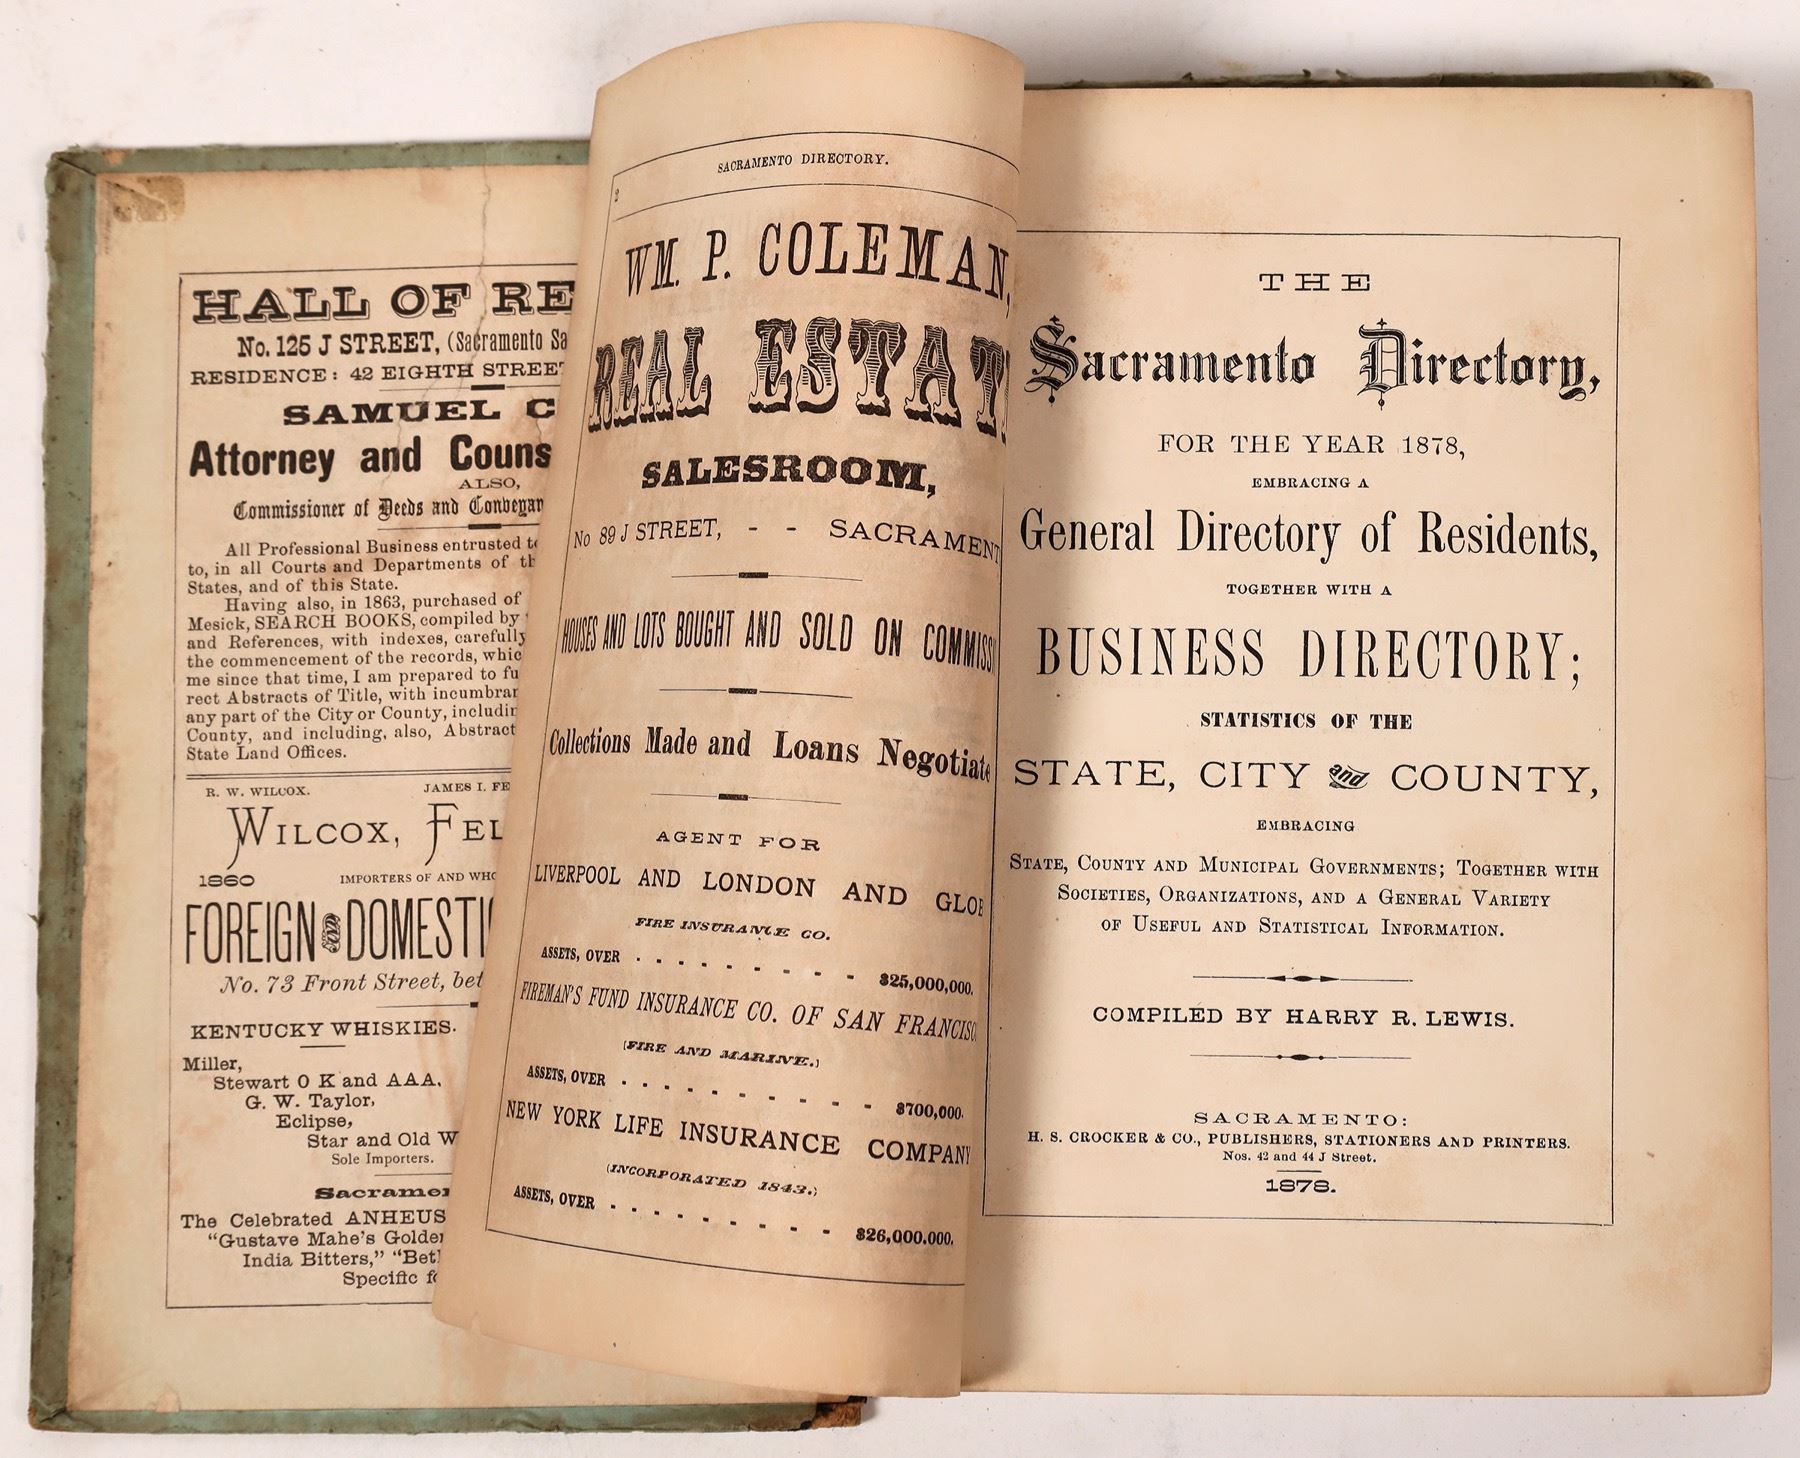 HALL OF RE
No. 125 J STREET, (Sacramento Sa
RESIDENCE: 42 EIGHTH STREET
SAMUEL C
Attorney and Couns
ALSO,
Commissioner of Deeds and Conveyan
All Professional Business entrusted to
to, in all Courts and Departments of th
States, and of this State.
Having also, in 1863, purchased of
Mesick, SEARCH BOOKS, compiled by
and References, with indexes, carefully
the commencement of the records, whic
me since that time, I am prepared to fu
rect Abstracts of Title, with incumbran
any part of the City or County, includin
County, and including, also, Abstract
State Land Offices.
R. W. WILCOX. JAMES I. FE
WILCOX, FEL
1860 IMPORTERS OF AND WHO
FOREIGN and DOMESTI
No. 73 Front Street, bet
KENTUCKY WHISKIES.
Miller,
Stewart O K and AAA,
G. W. Taylor,
Eclipse,
Star and Old W
Sole Importers.
Sacramen
The Celebrated ANHEUS
"Gustave Mahe's Golden
India Bitters," "Beth
Specific fo
SACRAMENTO DIRECTORY.
2
WM. P. COLEMAN,
REAL ESTATE
SALESROOM,
No 89 J STREET, - - SACRAMENT
HOUSES AND LOTS BOUGHT AND SOLD ON COMMISSI
Collections Made and Loans Negotiate
AGENT FOR
LIVERPOOL AND LONDON AND GLOB
FIRE INSURANCE CO.
ASSETS, OVER - - - - - - - - - $25,000,000.
FIREMAN'S FUND INSURANCE CO. OF SAN FRANCISC
(FIRE AND MARINE.)
ASSETS, OVER - - - - - - - - - $700,000.
NEW YORK LIFE INSURANCE COMPANY
(INCORPORATED 1843.)
ASSETS, OVER - - - - - - - - $26,000.000.
THE
Sacramento Directory,
FOR THE YEAR 1878,
EMBRACING A
General Directory of Residents,
TOGETHER WITH A
BUSINESS DIRECTORY;
STATISTICS OF THE
STATE, CITY and COUNTY,
EMBRACING
STATE, COUNTY AND MUNICIPAL GOVERNMENTS; TOGETHER WITH
SOCIETIES, ORGANIZATIONS, AND A GENERAL VARIETY
OF USEFUL AND STATISTICAL INFORMATION.
COMPILED BY HARRY R. LEWIS.
SACRAMENTO:
H. S. CROCKER & CO., PUBLISHERS, STATIONERS AND PRINTERS.
Nos. 42 and 44 J Street.
1878.